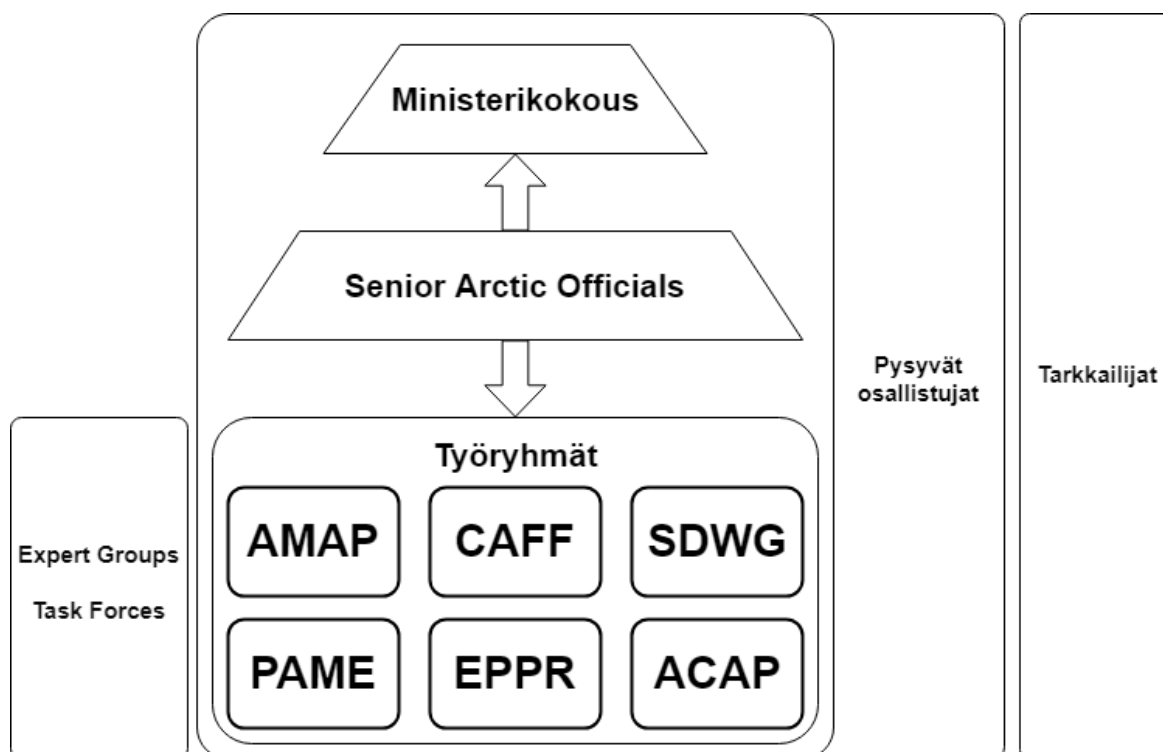 Ministerikokous
Senior Arctic Officials
Työryhmät
AMAP
CAFF
SDWG
PAME
EPPR
ACAP
Expert Groups
Task Forces
Pysyvät
osallistujat
Tarkkailijat